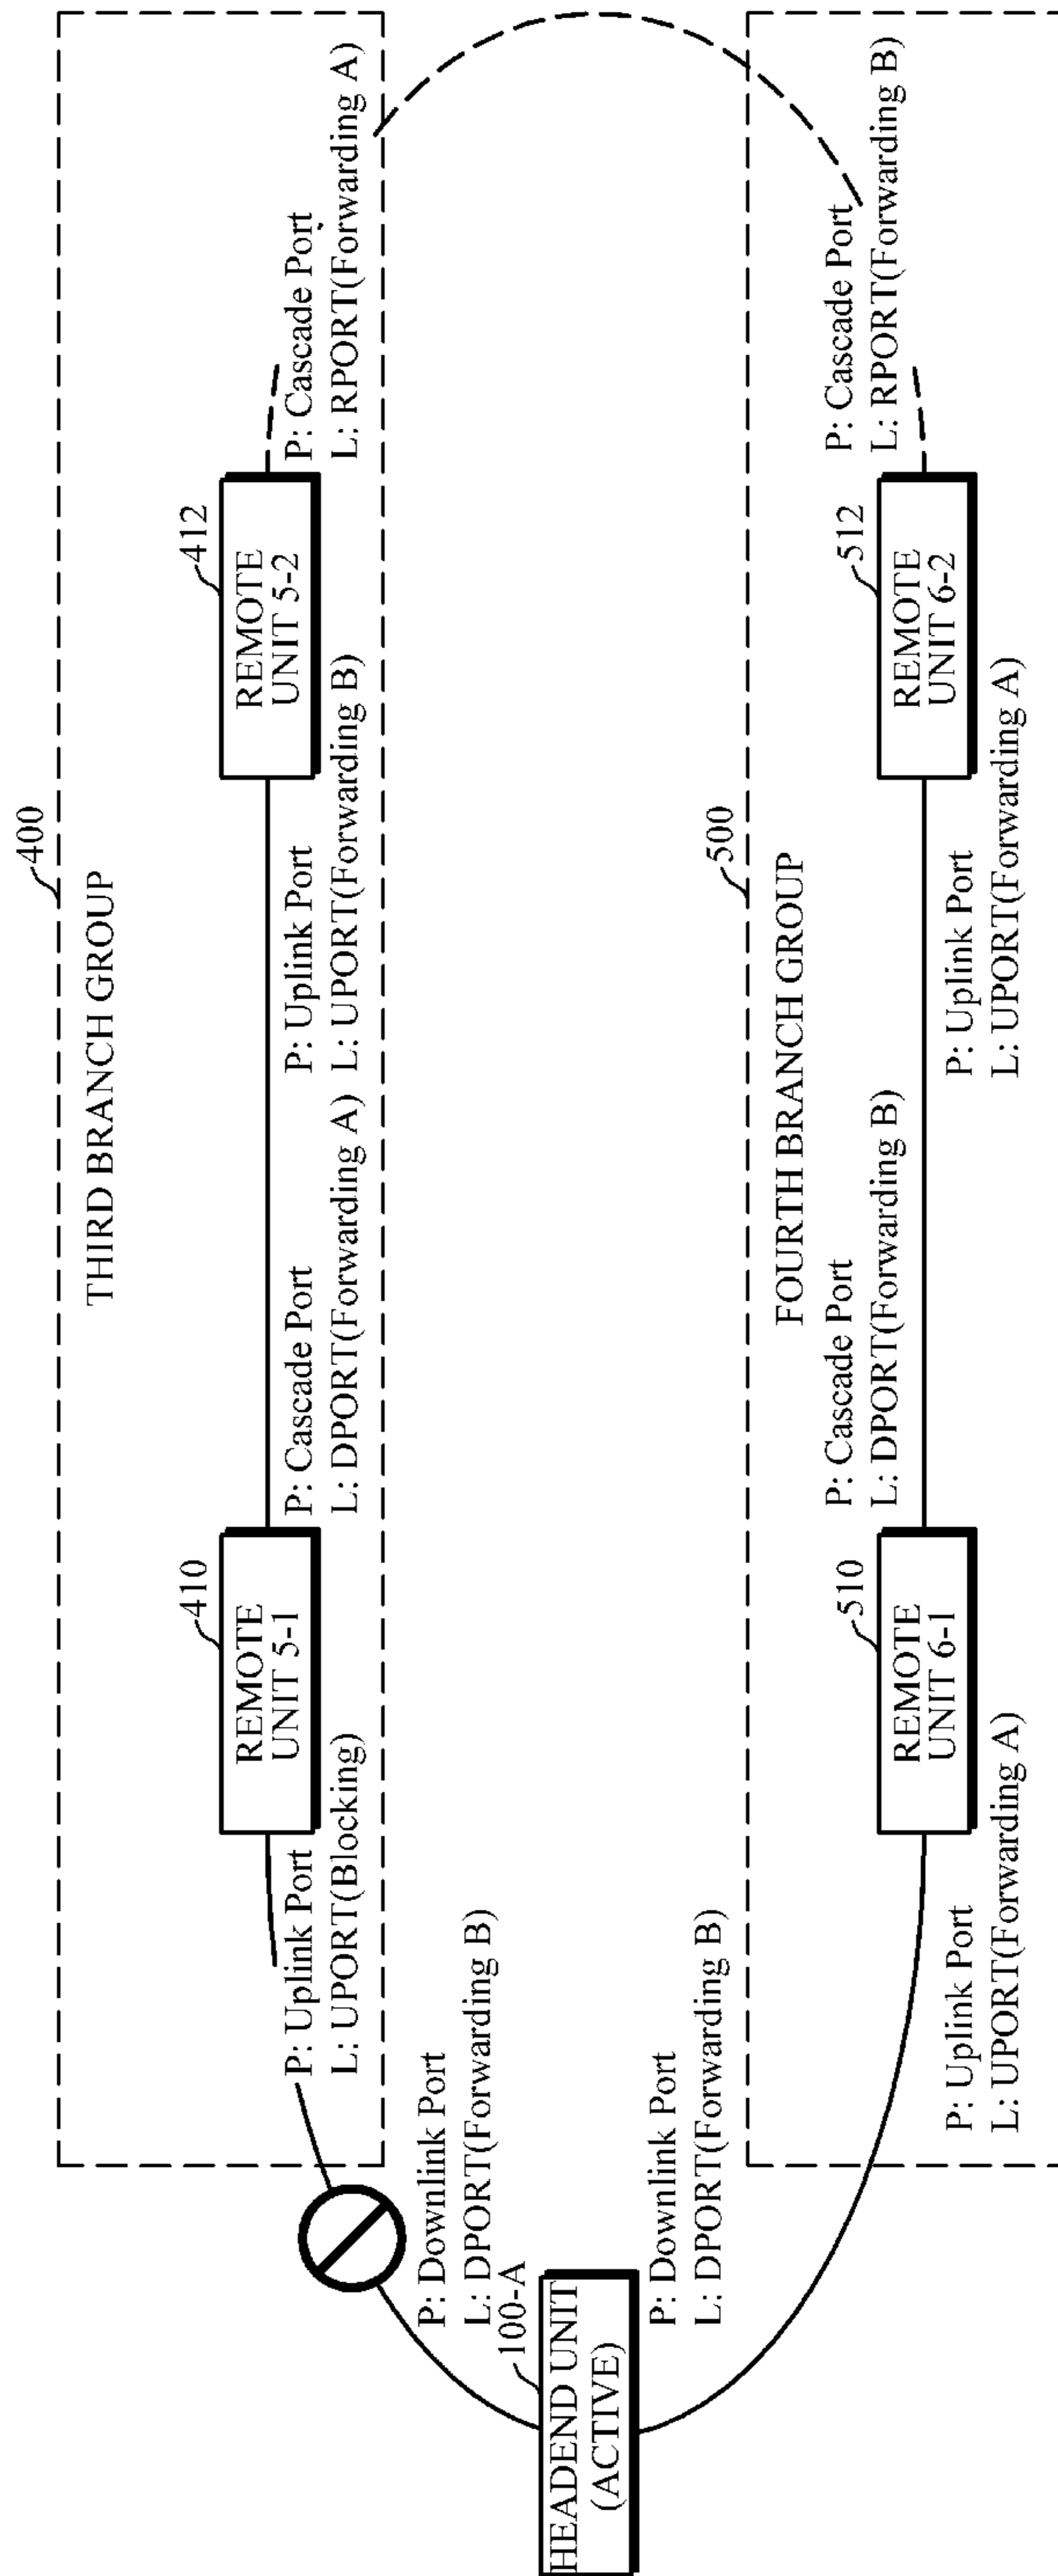 400
THIRD BRANCH GROUP
410
REMOTE
UNIT 5-1
412
REMOTE
UNIT 5-2
P: Uplink Port
L: UPORT(Blocking)
P: Cascade Port
L: DPORT(Forwarding A)
P: Uplink Port
L: UPORT(Forwarding B)
P: Cascade Port
L: RPORT(Forwarding A)
P: Downlink Port
L: DPORT(Forwarding B)
100-A
HEADEND UNIT
(ACTIVE)
P: Downlink Port
L: DPORT(Forwarding B)
500
FOURTH BRANCH GROUP
P: Cascade Port
L: DPORT(Forwarding B)
P: Cascade Port
L: RPORT(Forwarding B)
510
REMOTE
UNIT 6-1
512
REMOTE
UNIT 6-2
P: Uplink Port
L: UPORT(Forwarding A)
P: Uplink Port
L: UPORT(Forwarding A)